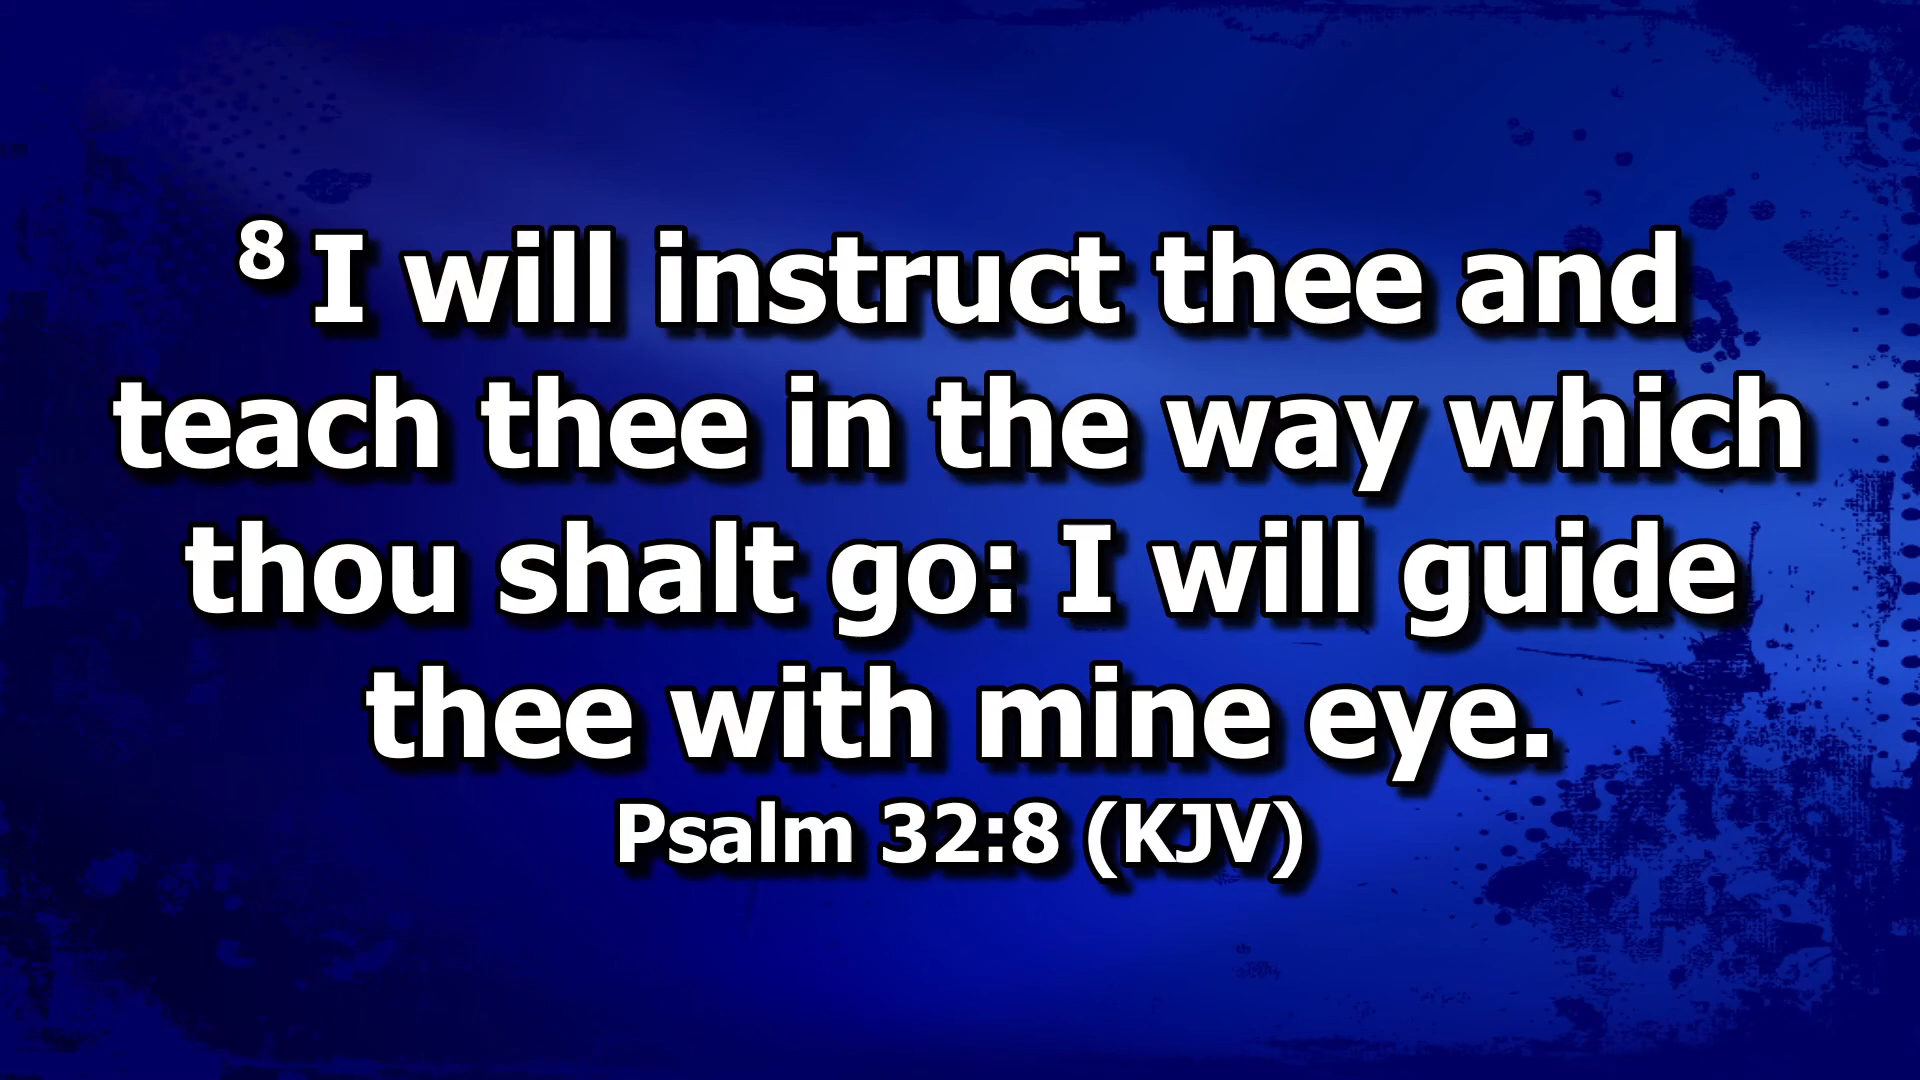 8 I will instruct thee and
teach thee in the way which
thou shalt go: I will guide
thee with mine eye.
Psalm 32:8 (KJV)